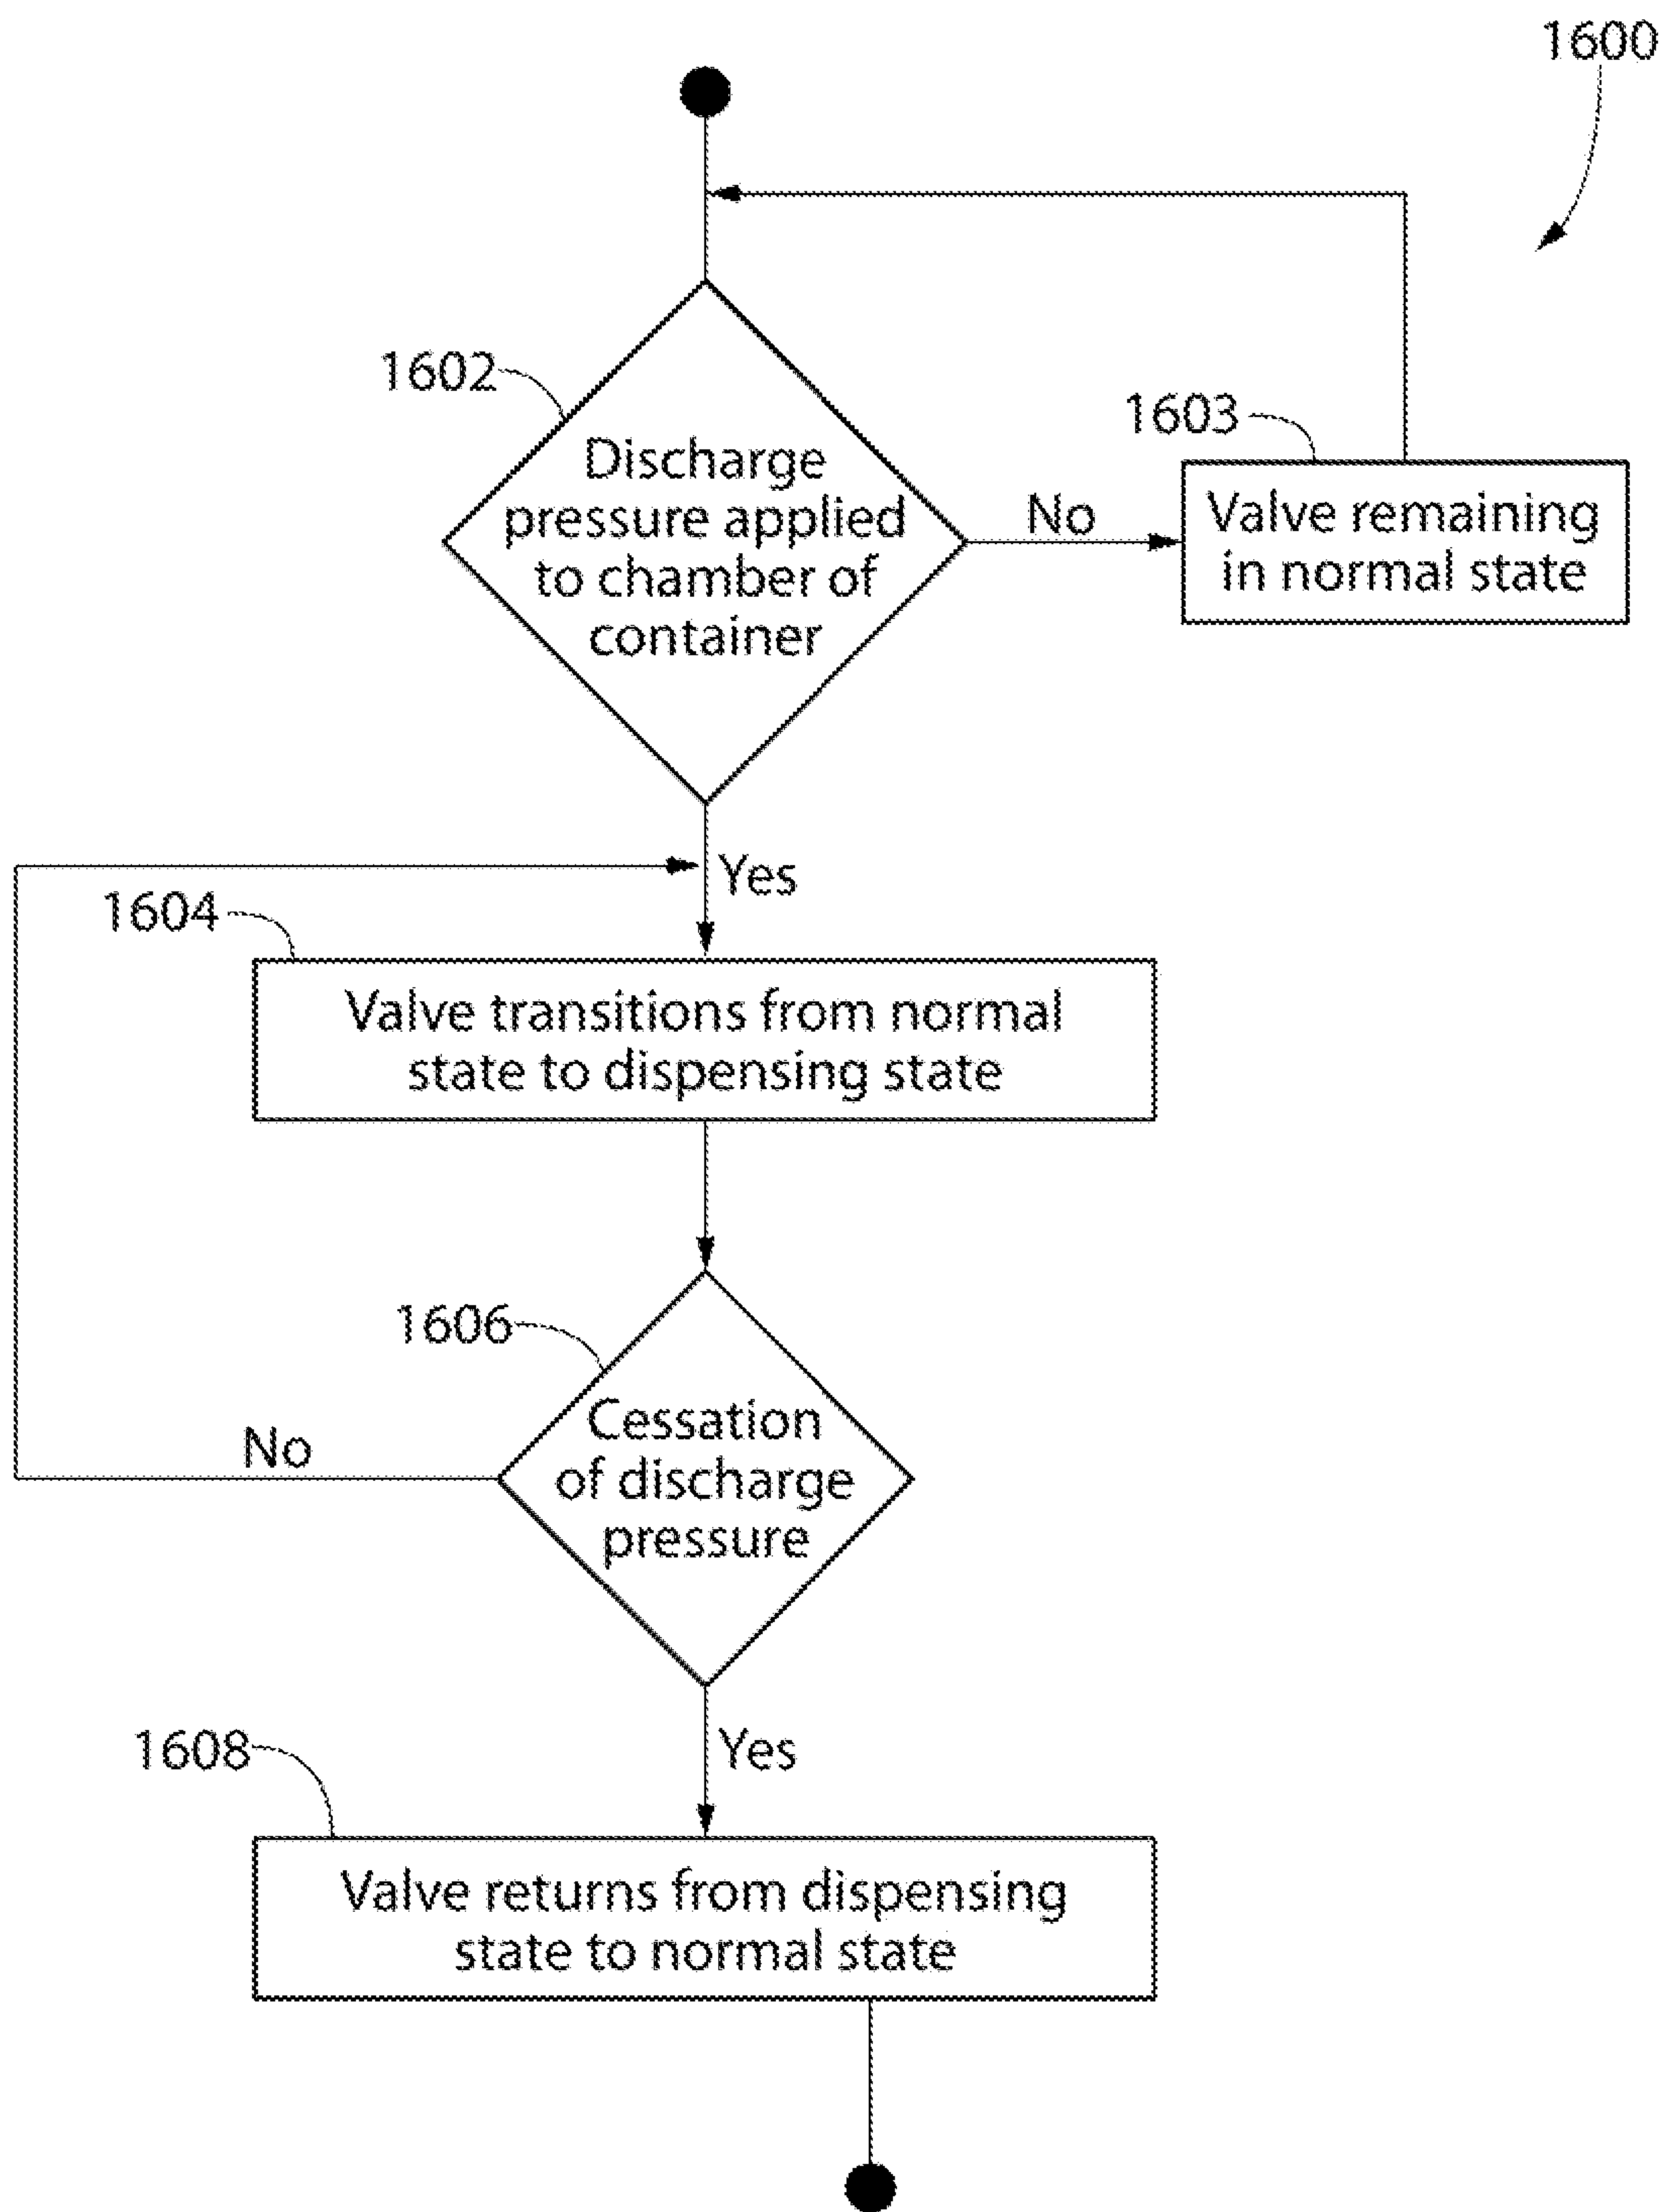 1600
1602
Discharge
pressure applied
to chamber of
container
No
1603
Valve remaining
in normal state
Yes
1604
Valve transitions from normal
state to dispensing state
1606
Cessation
of discharge
pressure
No
Yes
1608
Valve returns from dispensing
state to normal state